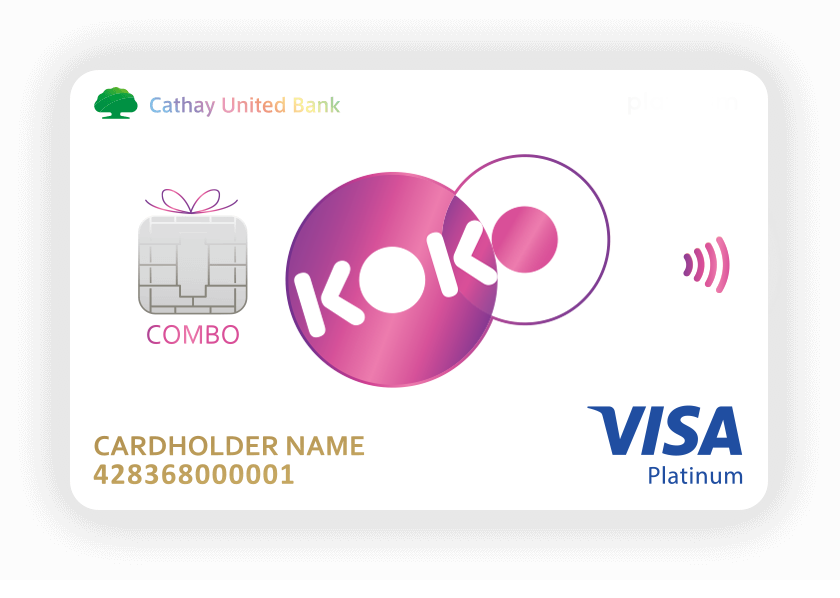 Cathay United Bank
KOKO
COMBO
CARDHOLDER NAME
428368000001
VISA
Platinum